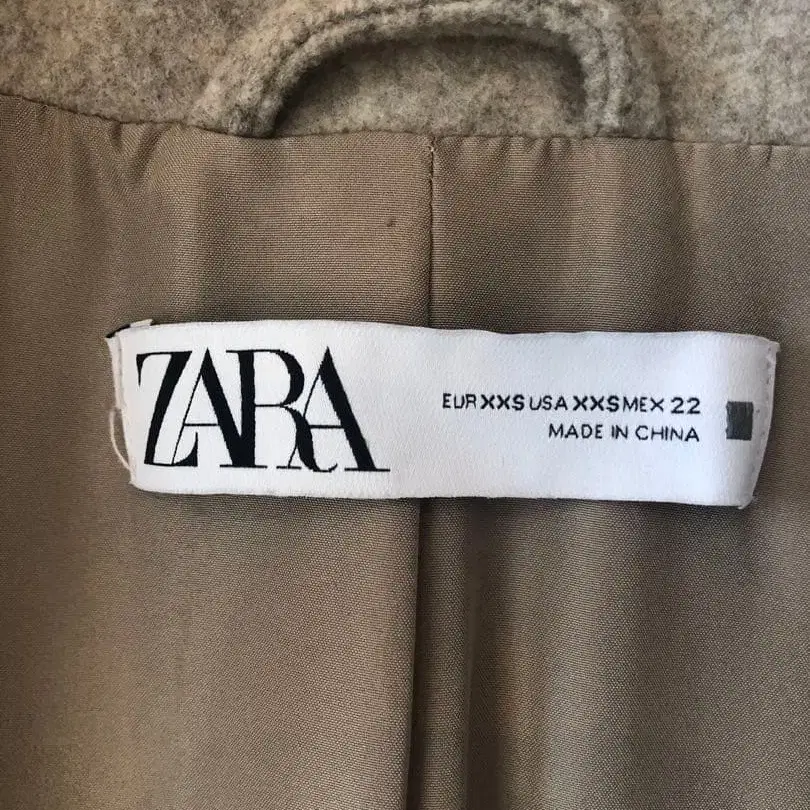 ZARA
EUR XXS USA XXS MEX 22
MADE IN CHINA